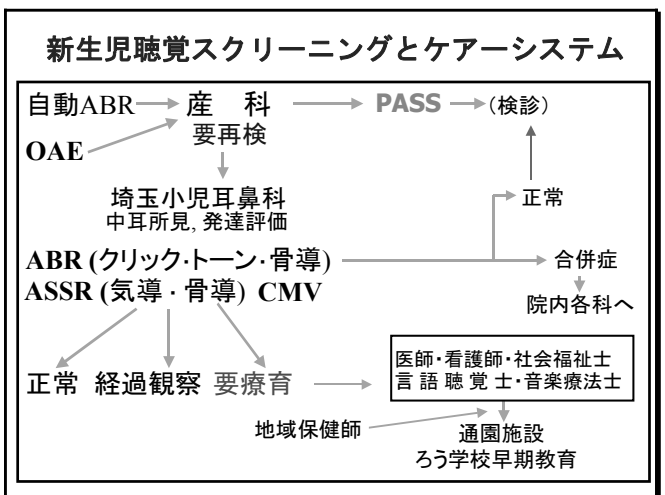 新生児聴覚スクリーニングとケアーシステム
自動ABR 産 科 PASS (検診)
要再検
OAE
埼玉小児耳鼻科 正常
中耳所見, 発達評価
ABR (クリック・トーン・骨導) 合併症
ASSR (気導・骨導) CMV
院内各科へ
正常 経過観察 要療育
医師・看護師・社会福祉士
言語聴覚士・音楽療法士
地域保健師 通園施設
ろう学校早期教育